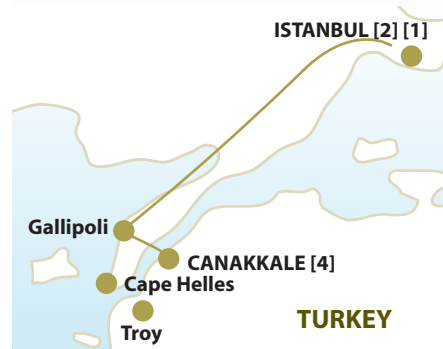 ISTANBUL [2] [1]
Gallipoli
CANAKKALE [4]
Cape Helles
Troy
TURKEY